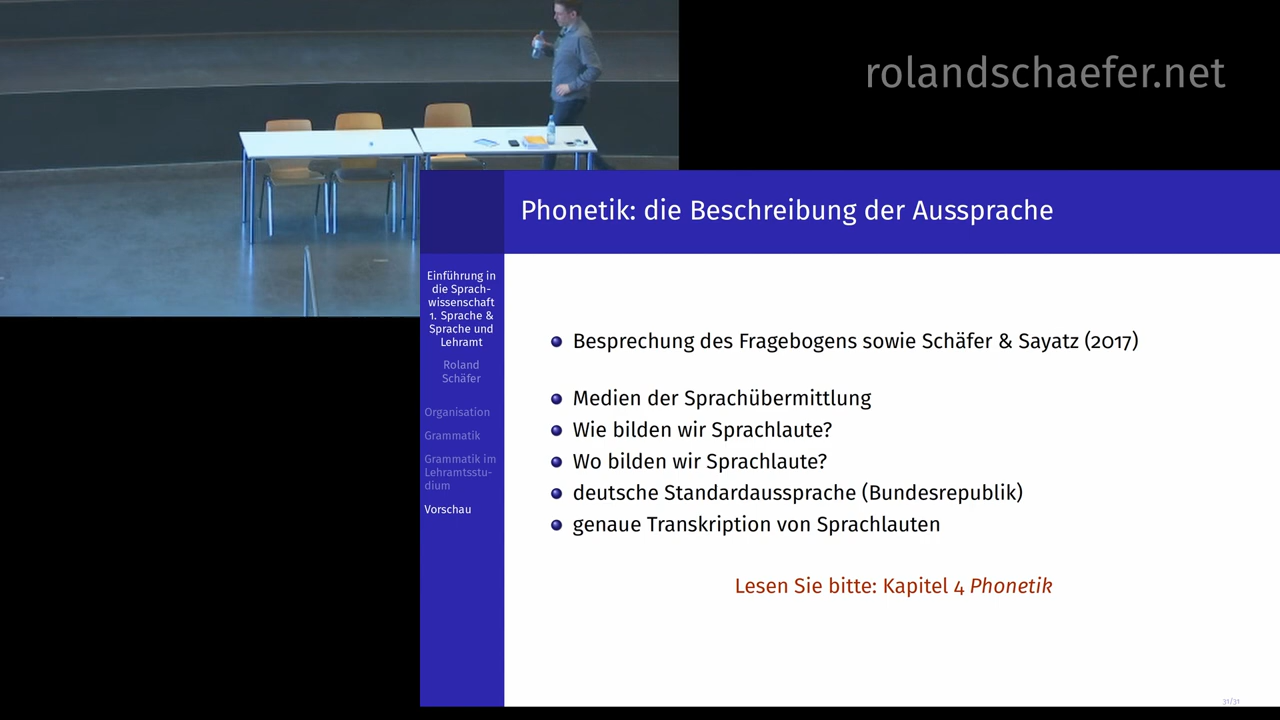 rolandschaefer.net
Phonetik: die Beschreibung der Aussprache
Einführung in
die Sprach-
wissenschaft
1. Sprache &
Sprache und
Lehramt
Roland
Schäfer
Organisation
Grammatik
Grammatik im
Lehramtsstu-
dium
Vorschau
Besprechung des Fragebogens sowie Schäfer & Sayatz (2017)
Medien der Sprachübermittlung
Wie bilden wir Sprachlaute?
Wo bilden wir Sprachlaute?
deutsche Standardaussprache (Bundesrepublik)
genaue Transkription von Sprachlauten
Lesen Sie bitte: Kapitel 4 Phonetik
31/31